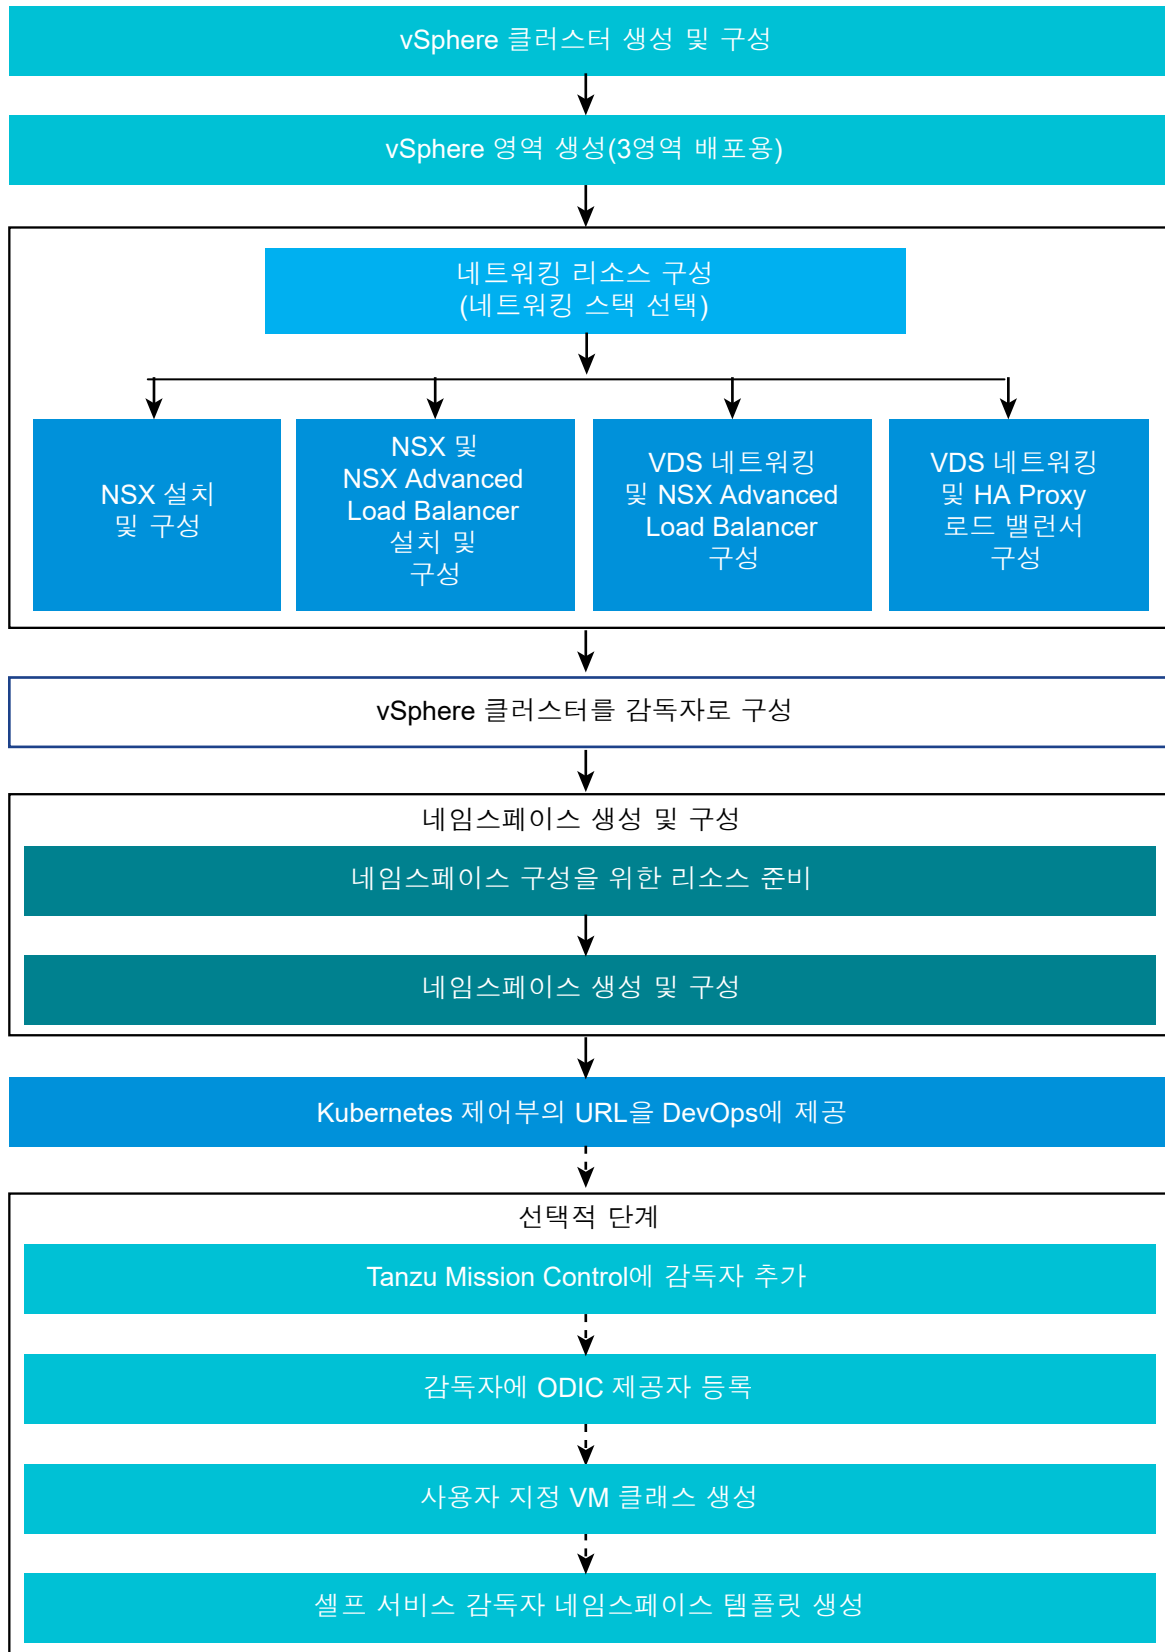 vSphere 클러스터 생성 및 구성
vSphere 영역 생성(3영역 배포용)
네트워킹 리소스 구성
(네트워킹 스택 선택)
NSX 설치
및 구성
NSX 및
NSX Advanced
Load Balancer
설치 및
구성
VDS 네트워킹
및 NSX Advanced
Load Balancer
구성
VDS 네트워킹
및 HA Proxy
로드 밸런서
구성
vSphere 클러스터를 감독자로 구성
네임스페이스 생성 및 구성
네임스페이스 구성을 위한 리소스 준비
네임스페이스 생성 및 구성
Kubernetes 제어부의 URL을 DevOps에 제공
선택적 단계
Tanzu Mission Control에 감독자 추가
감독자에 ODIC 제공자 등록
사용자 지정 VM 클래스 생성
셀프 서비스 감독자 네임스페이스 템플릿 생성